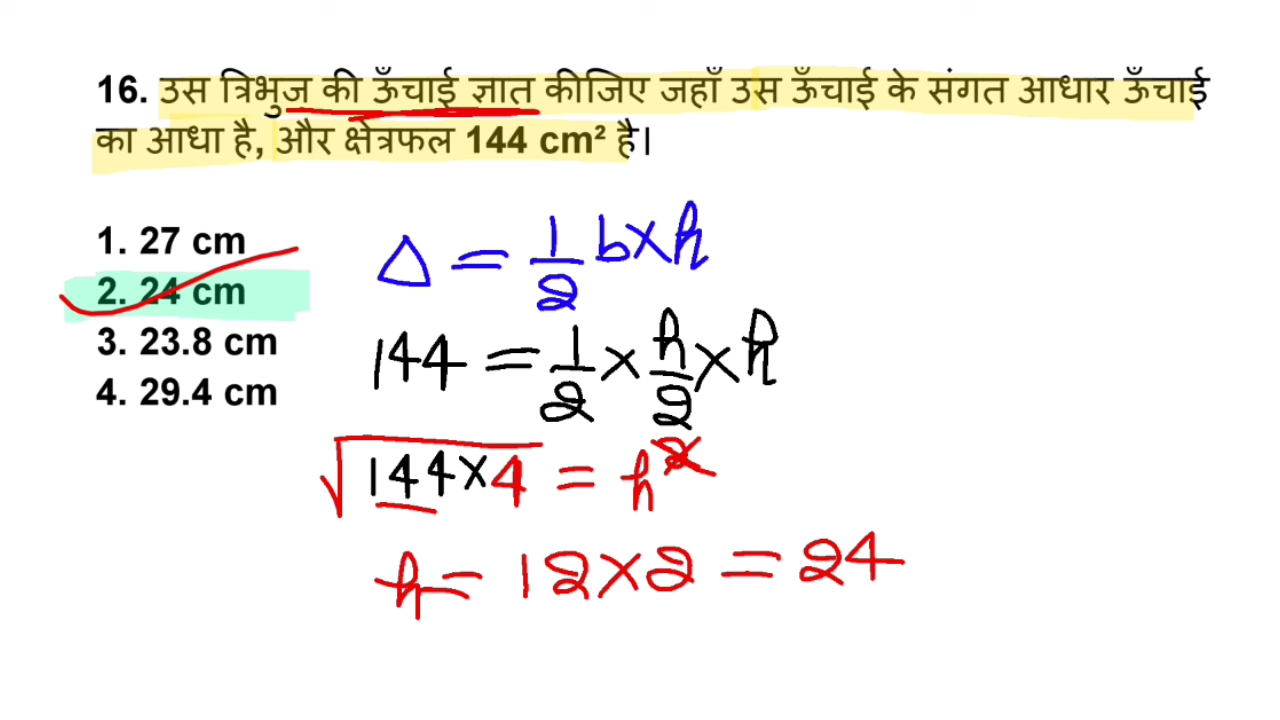 16. उस त्रिभुज की ऊँचाई ज्ञात कीजिए जहाँ उस ऊँचाई के संगत आधार ऊँचाई
का आधा है, और क्षेत्रफल 144 cm² है।
1. 27 cm
2. 24 cm
3. 23.8 cm
4. 29.4 cm
Δ = 1/2 b×h
144 = 1/2 × h/2 × h
√144×4 = h²
h = 12×2 = 24